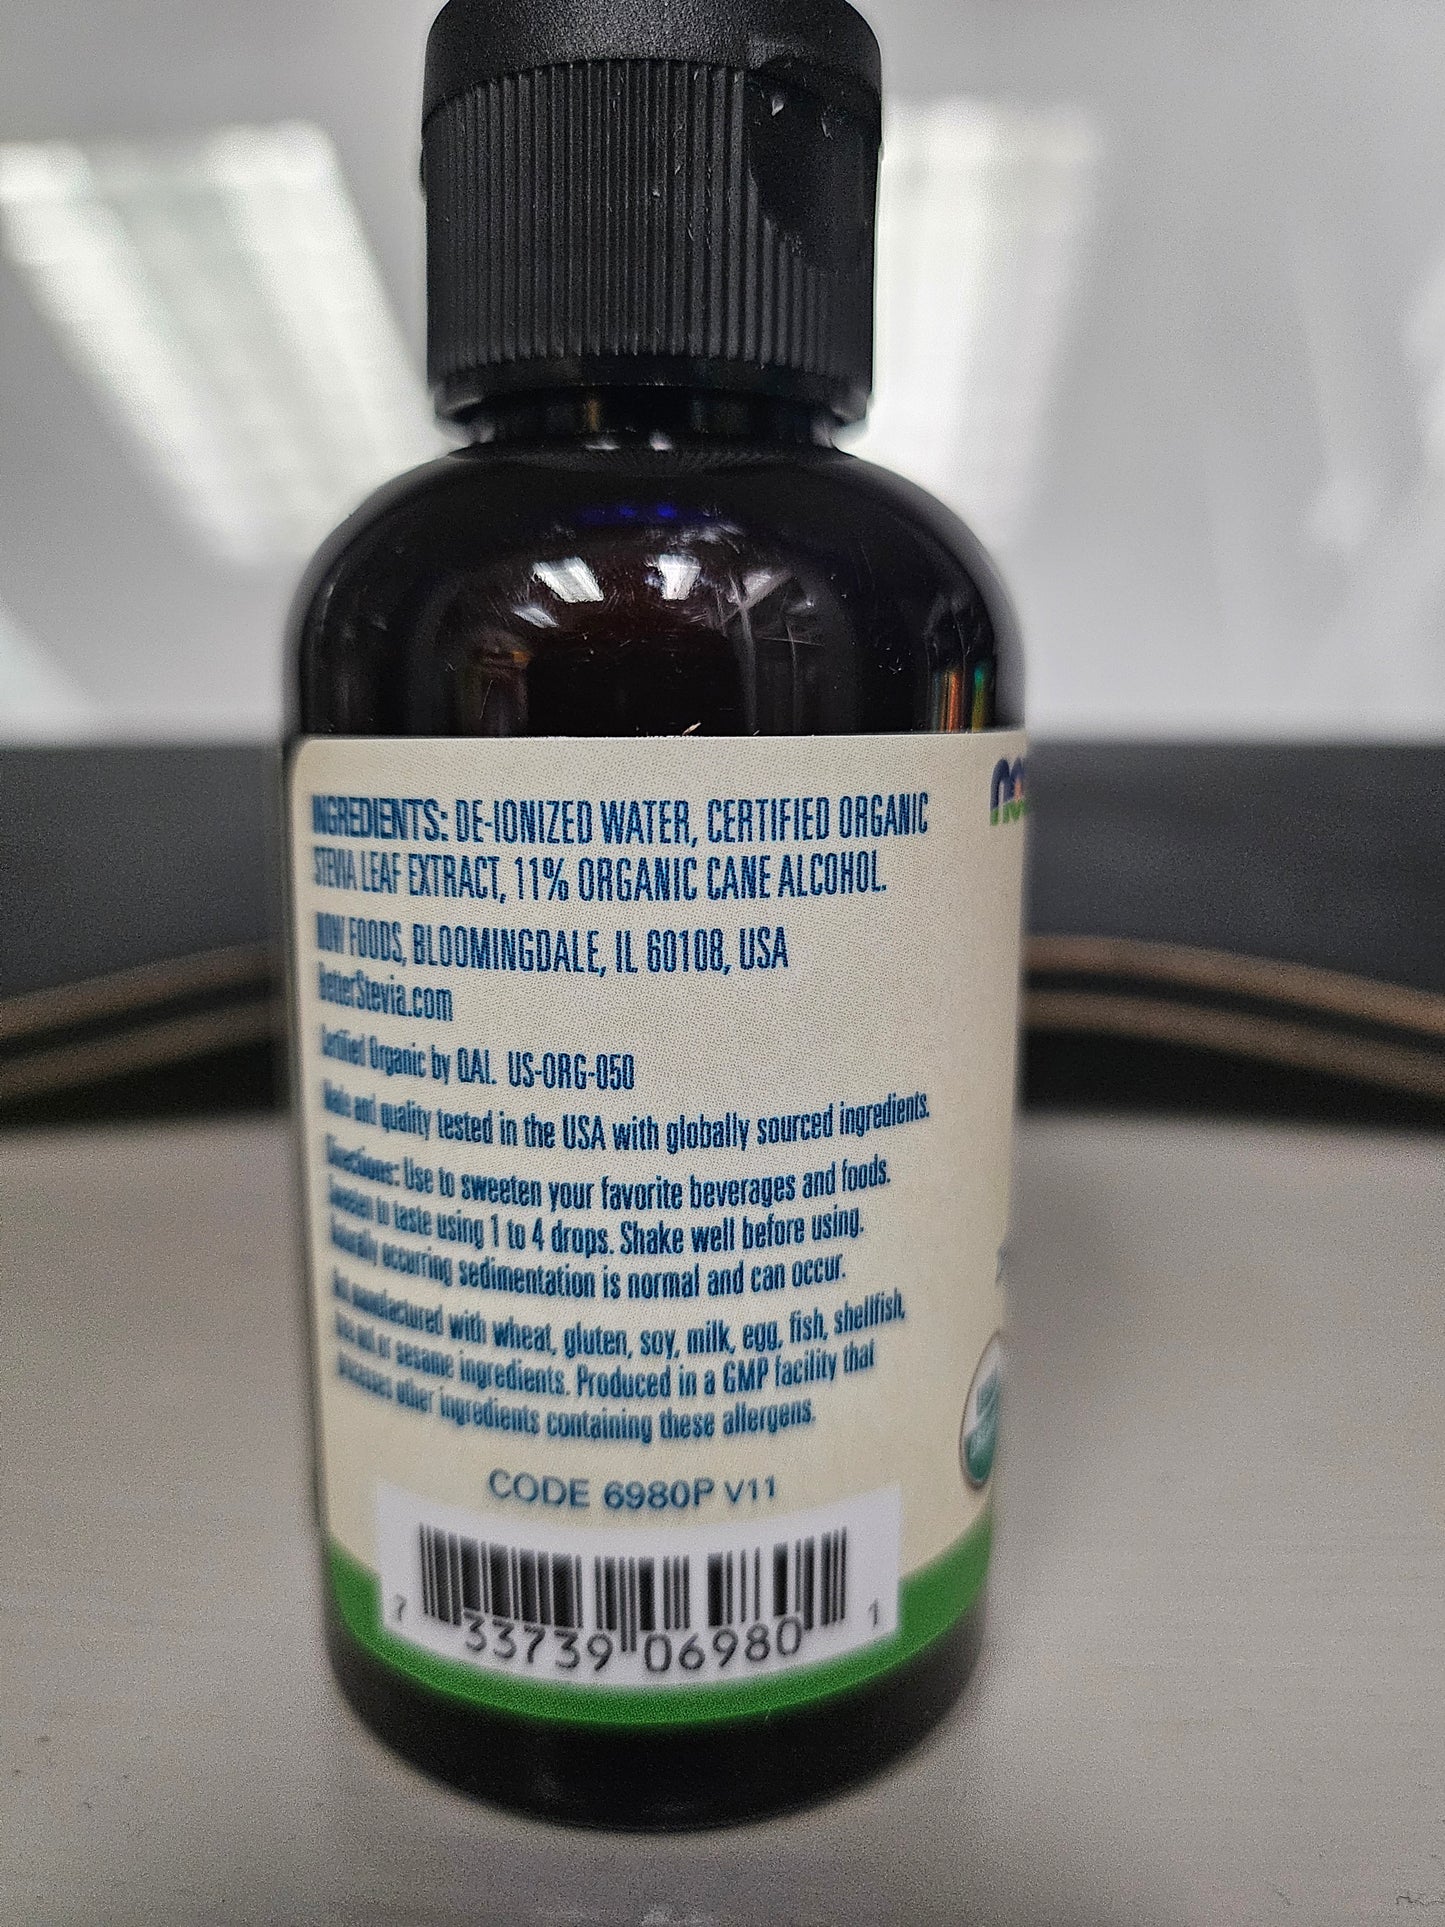 INGREDIENTS: DE-IONIZED WATER, CERTIFIED ORGANIC
STEVIA LEAF EXTRACT, 11% ORGANIC CANE ALCOHOL.
NOW FOODS, BLOOMINGDALE, IL 60108, USA
BetterStevia.com
Certified Organic by QAI. US-ORG-050
Made and quality tested in the USA with globally sourced ingredients.
Directions: Use to sweeten your favorite beverages and foods.
Sweeten to taste using 1 to 4 drops. Shake well before using.
Naturally occurring sedimentation is normal and can occur.
Not manufactured with wheat, gluten, soy, milk, egg, fish, shellfish,
tree nut or sesame ingredients. Produced in a GMP facility that
processes other ingredients containing these allergens.
CODE 6980P V11
7 33739 06980 1